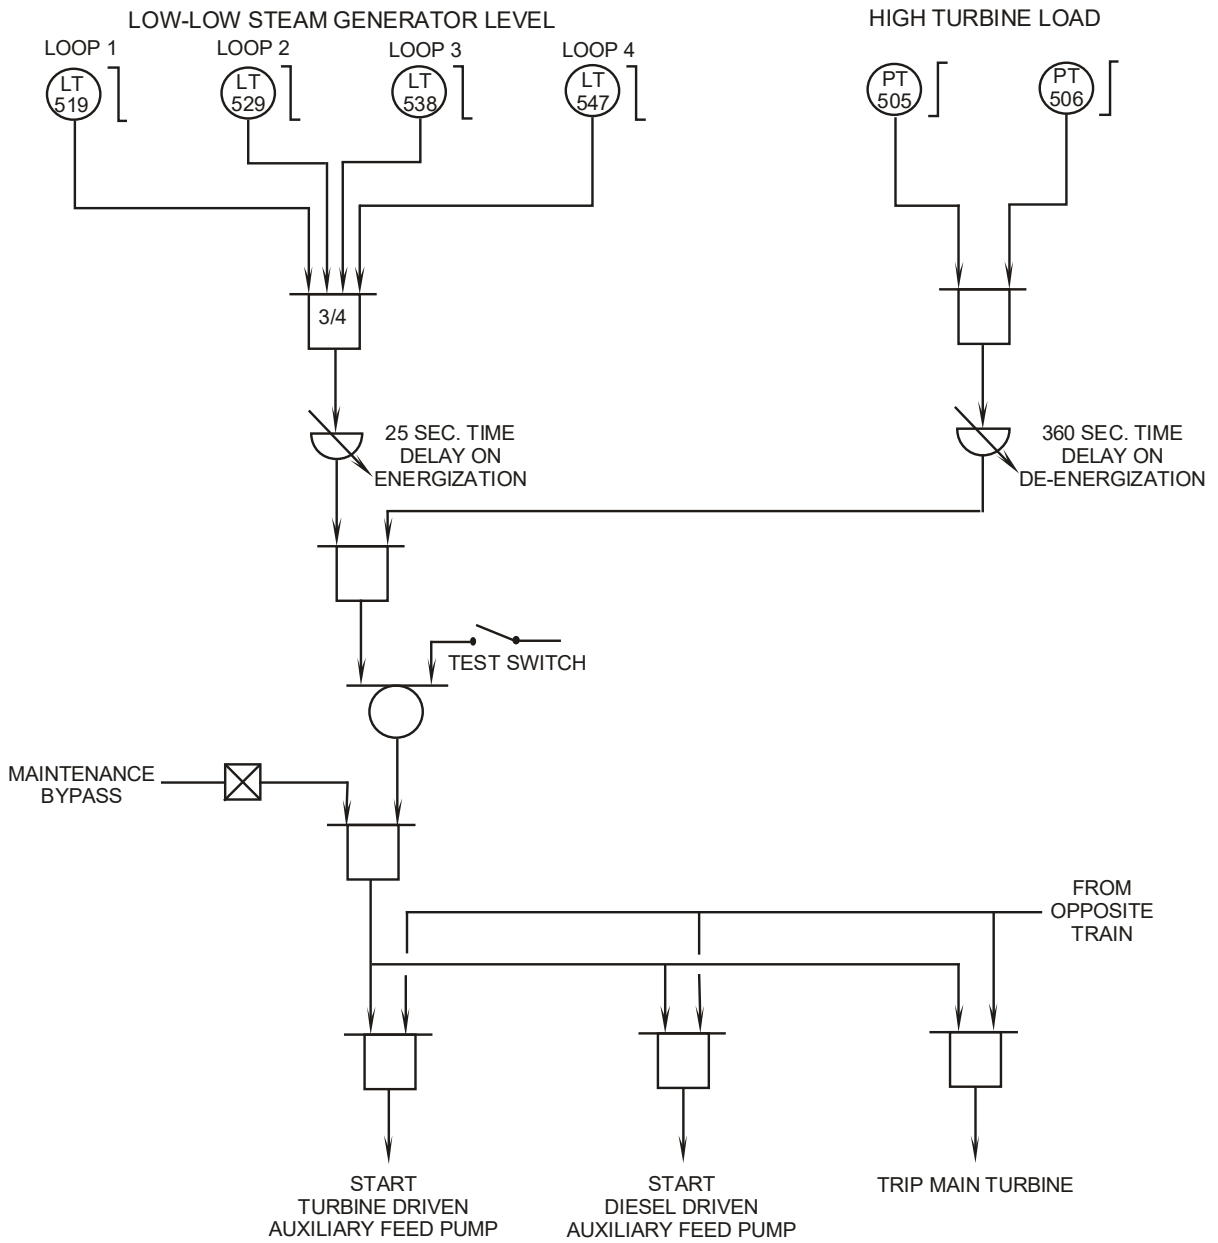 LOW-LOW STEAM GENERATOR LEVEL
HIGH TURBINE LOAD
LOOP 1
LOOP 2
LOOP 3
LOOP 4
LT
519
LT
529
LT
538
LT
547
PT
505
PT
506
3/4
25 SEC. TIME
DELAY ON
ENERGIZATION
360 SEC. TIME
DELAY ON
DE-ENERGIZATION
TEST SWITCH
MAINTENANCE
BYPASS
FROM
OPPOSITE
TRAIN
START
TURBINE DRIVEN
AUXILIARY FEED PUMP
START
DIESEL DRIVEN
AUXILIARY FEED PUMP
TRIP MAIN TURBINE